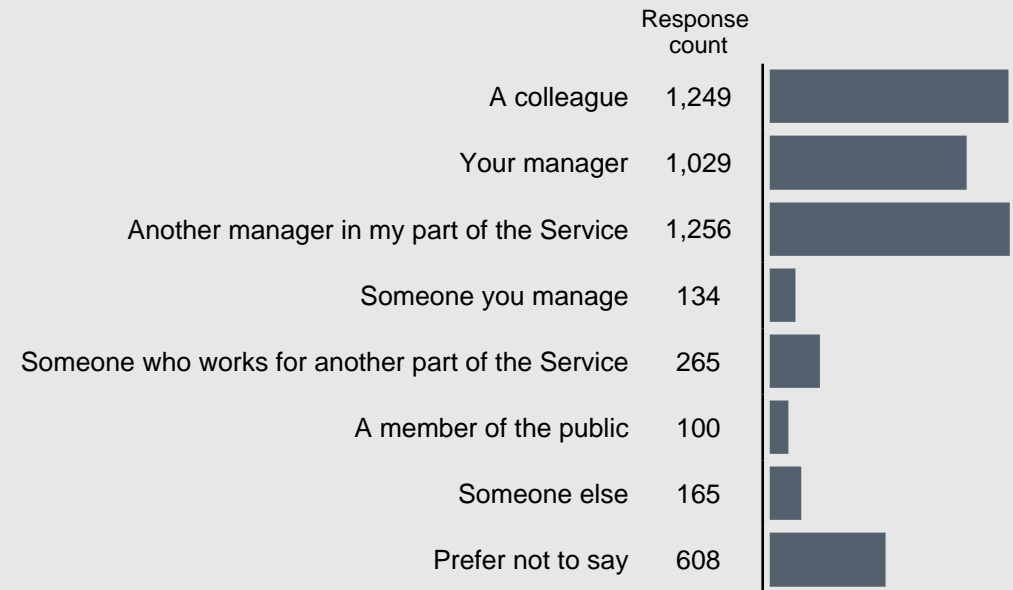 Response
count
A colleague 1,249
Your manager 1,029
Another manager in my part of the Service 1,256
Someone you manage 134
Someone who works for another part of the Service 265
A member of the public 100
Someone else 165
Prefer not to say 608